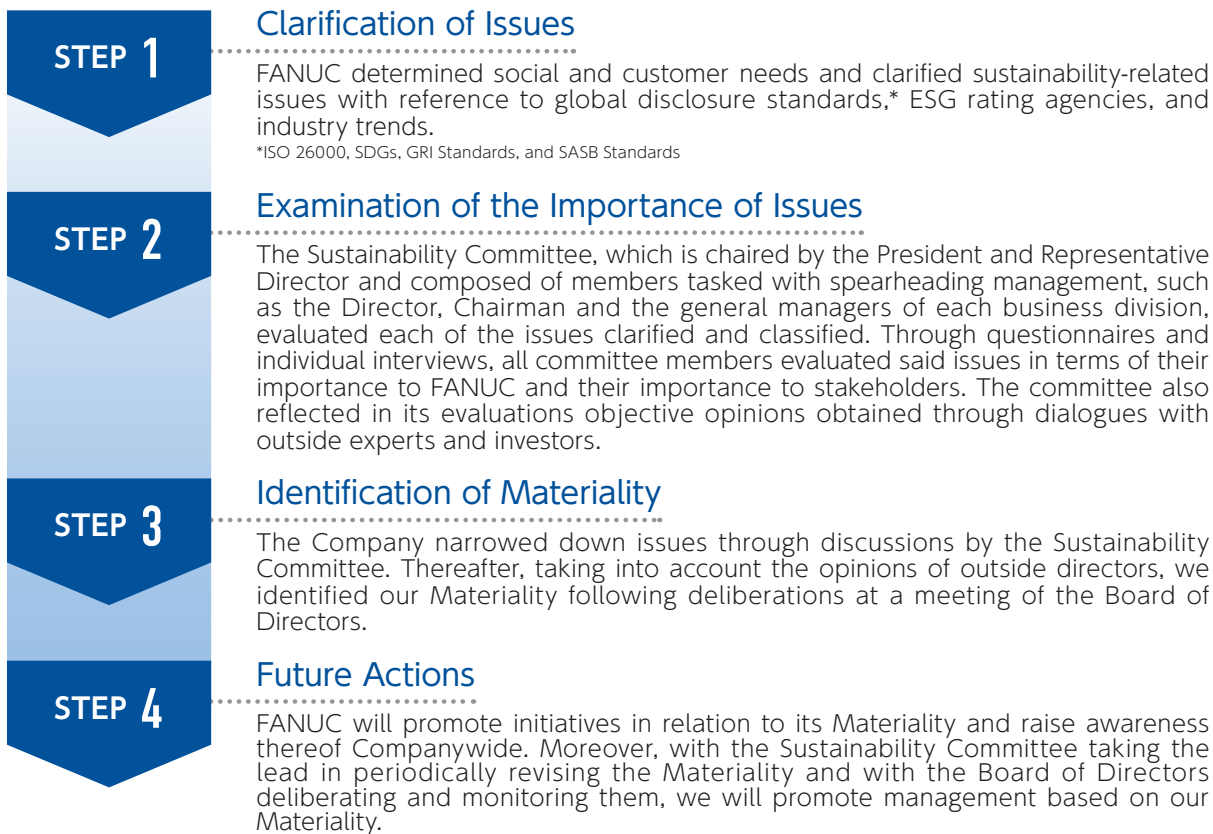 STEP 1
Clarification of Issues
FANUC determined social and customer needs and clarified sustainability-related
issues with reference to global disclosure standards,* ESG rating agencies, and
industry trends.
*ISO 26000, SDGs, GRI Standards, and SASB Standards
STEP 2
Examination of the Importance of Issues
The Sustainability Committee, which is chaired by the President and Representative
Director and composed of members tasked with spearheading management, such
as the Director, Chairman and the general managers of each business division,
evaluated each of the issues clarified and classified. Through questionnaires and
individual interviews, all committee members evaluated said issues in terms of their
importance to FANUC and their importance to stakeholders. The committee also
reflected in its evaluations objective opinions obtained through dialogues with
outside experts and investors.
STEP 3
Identification of Materiality
The Company narrowed down issues through discussions by the Sustainability
Committee. Thereafter, taking into account the opinions of outside directors, we
identified our Materiality following deliberations at a meeting of the Board of
Directors.
STEP 4
Future Actions
FANUC will promote initiatives in relation to its Materiality and raise awareness
thereof Companywide. Moreover, with the Sustainability Committee taking the
lead in periodically revising the Materiality and with the Board of Directors
deliberating and monitoring them, we will promote management based on our
Materiality.